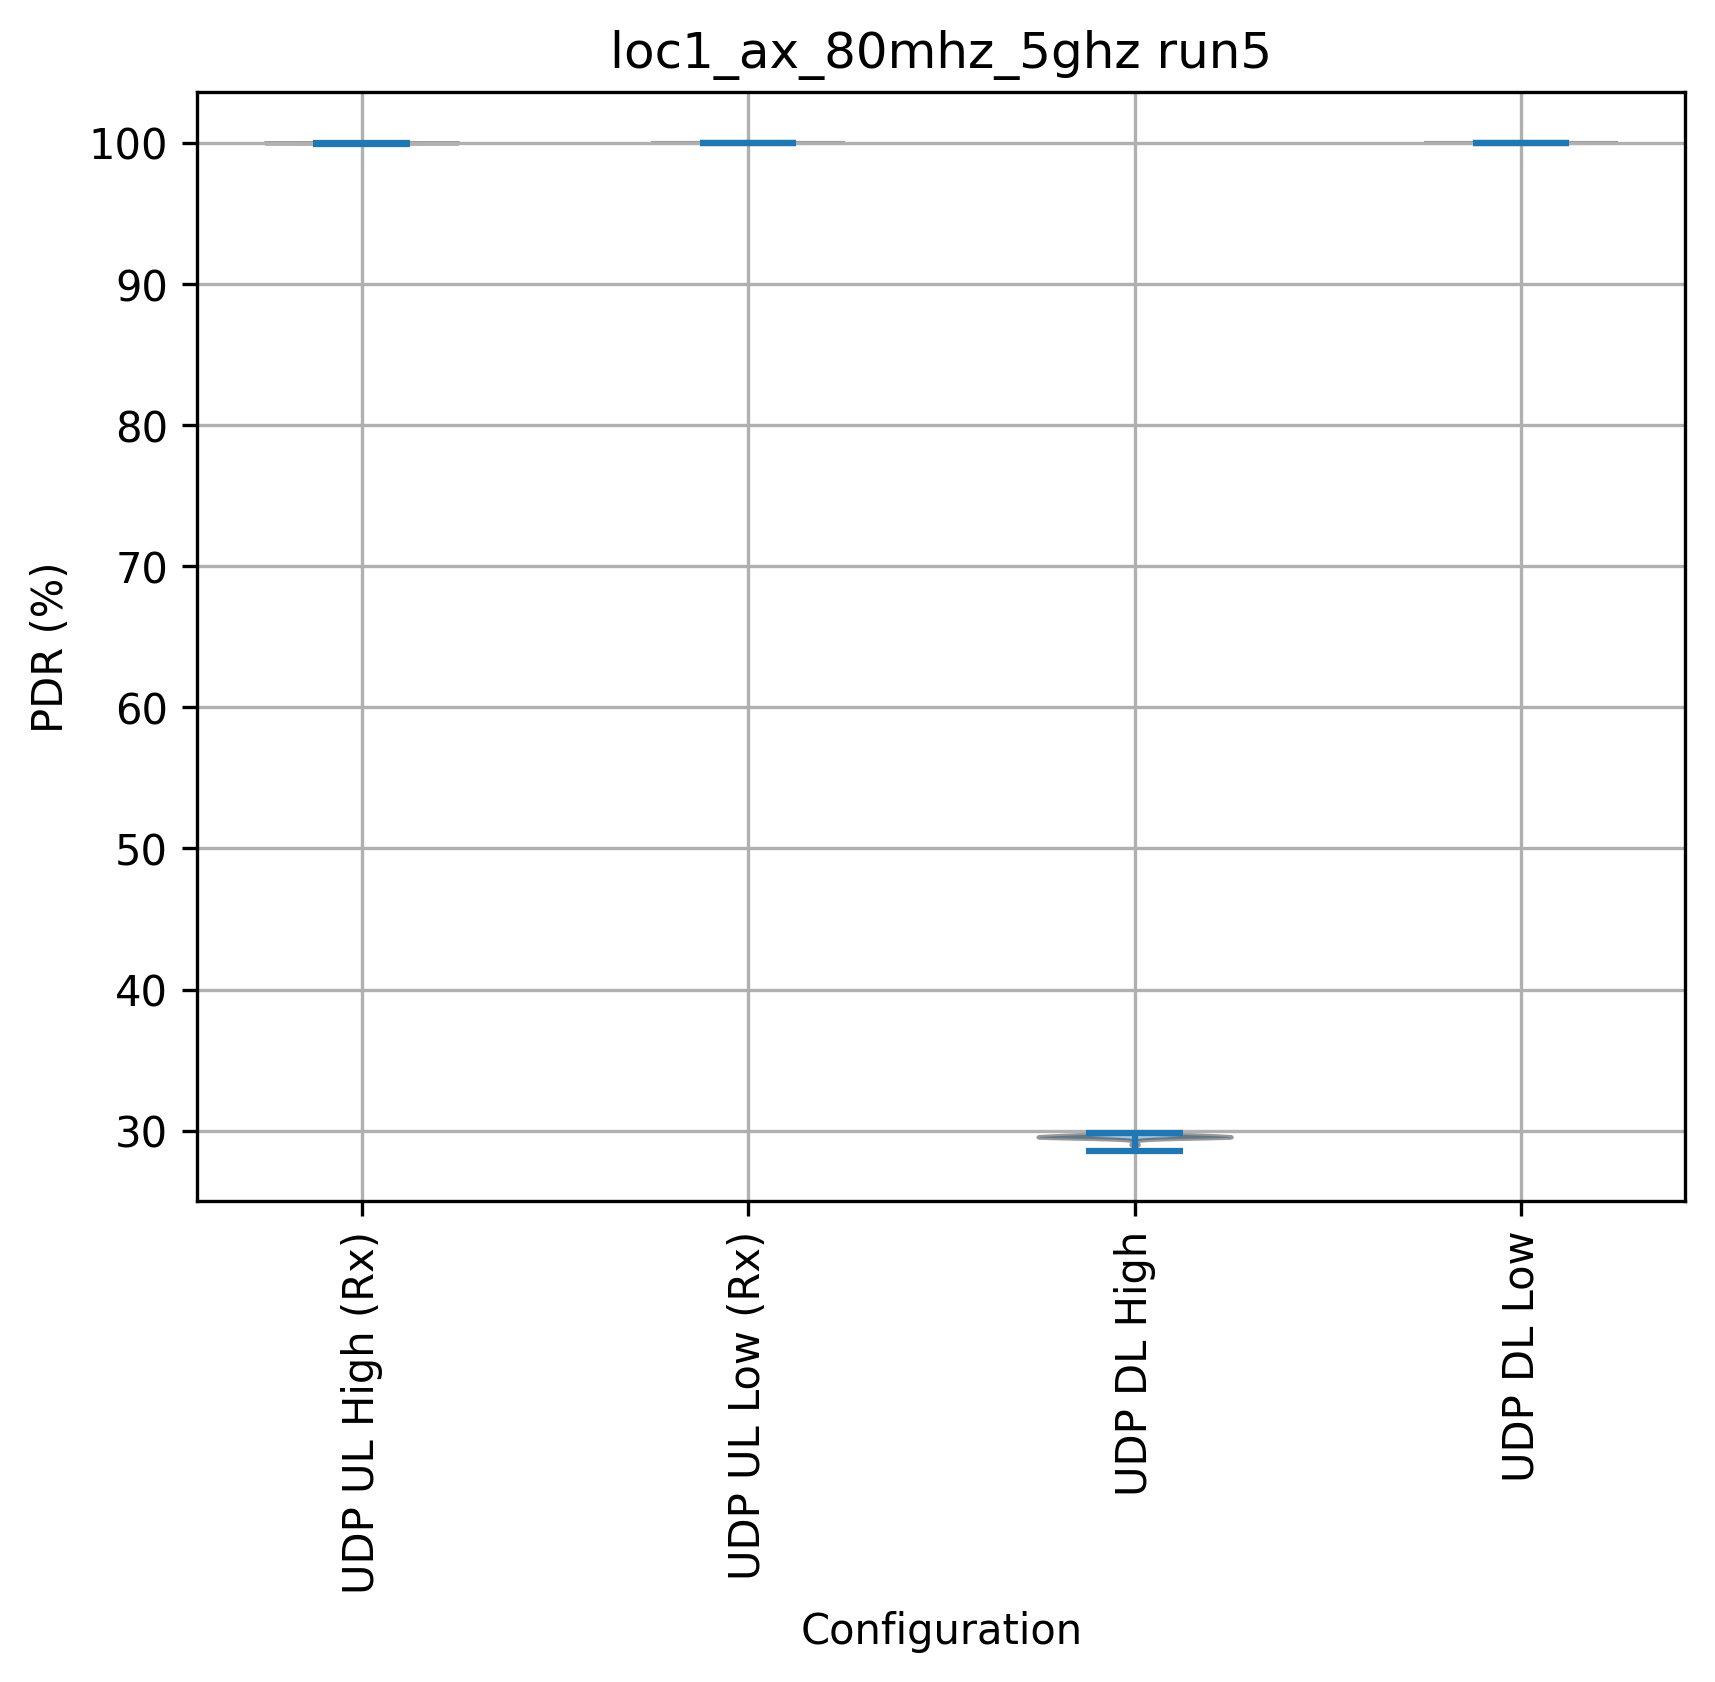 loc1_ax_80mhz_5ghz run5
100
90
80
70
60
50
40
30
PDR (%)
UDP UL High (Rx)
UDP UL Low (Rx)
UDP DL High
UDP DL Low
Configuration